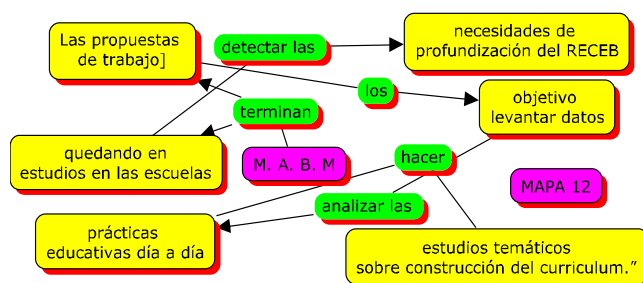 Las propuestas
de trabajo]
detectar las
necesidades de
profundización del RECEB
los
objetivo
levantar datos
terminan
quedando en
estudios en las escuelas
M. A. B. M
hacer
MAPA 12
analizar las
prácticas
educativas día a día
estudios temáticos
sobre construcción del curriculum.”